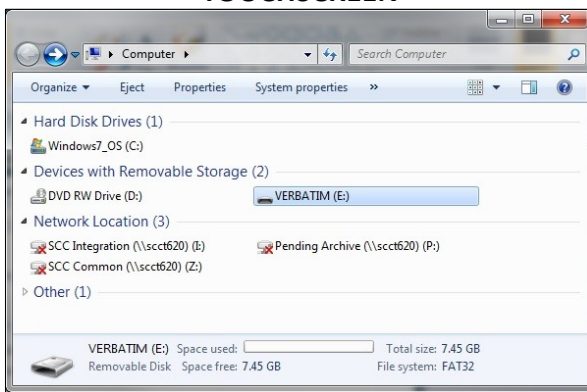 TOUCHSCREEN
Computer
Search Computer
Organize Eject Properties System properties »
Hard Disk Drives (1)
Windows7_OS (C:)
Devices with Removable Storage (2)
DVD RW Drive (D:) VERBATIM (E:)
Network Location (3)
SCC Integration (\\scct620) (I:) Pending Archive (\\scct620) (P:)
SCC Common (\\scct620) (Z:)
Other (1)
VERBATIM (E:) Space used: Total size: 7.45 GB
Removable Disk Space free: 7.45 GB File system: FAT32